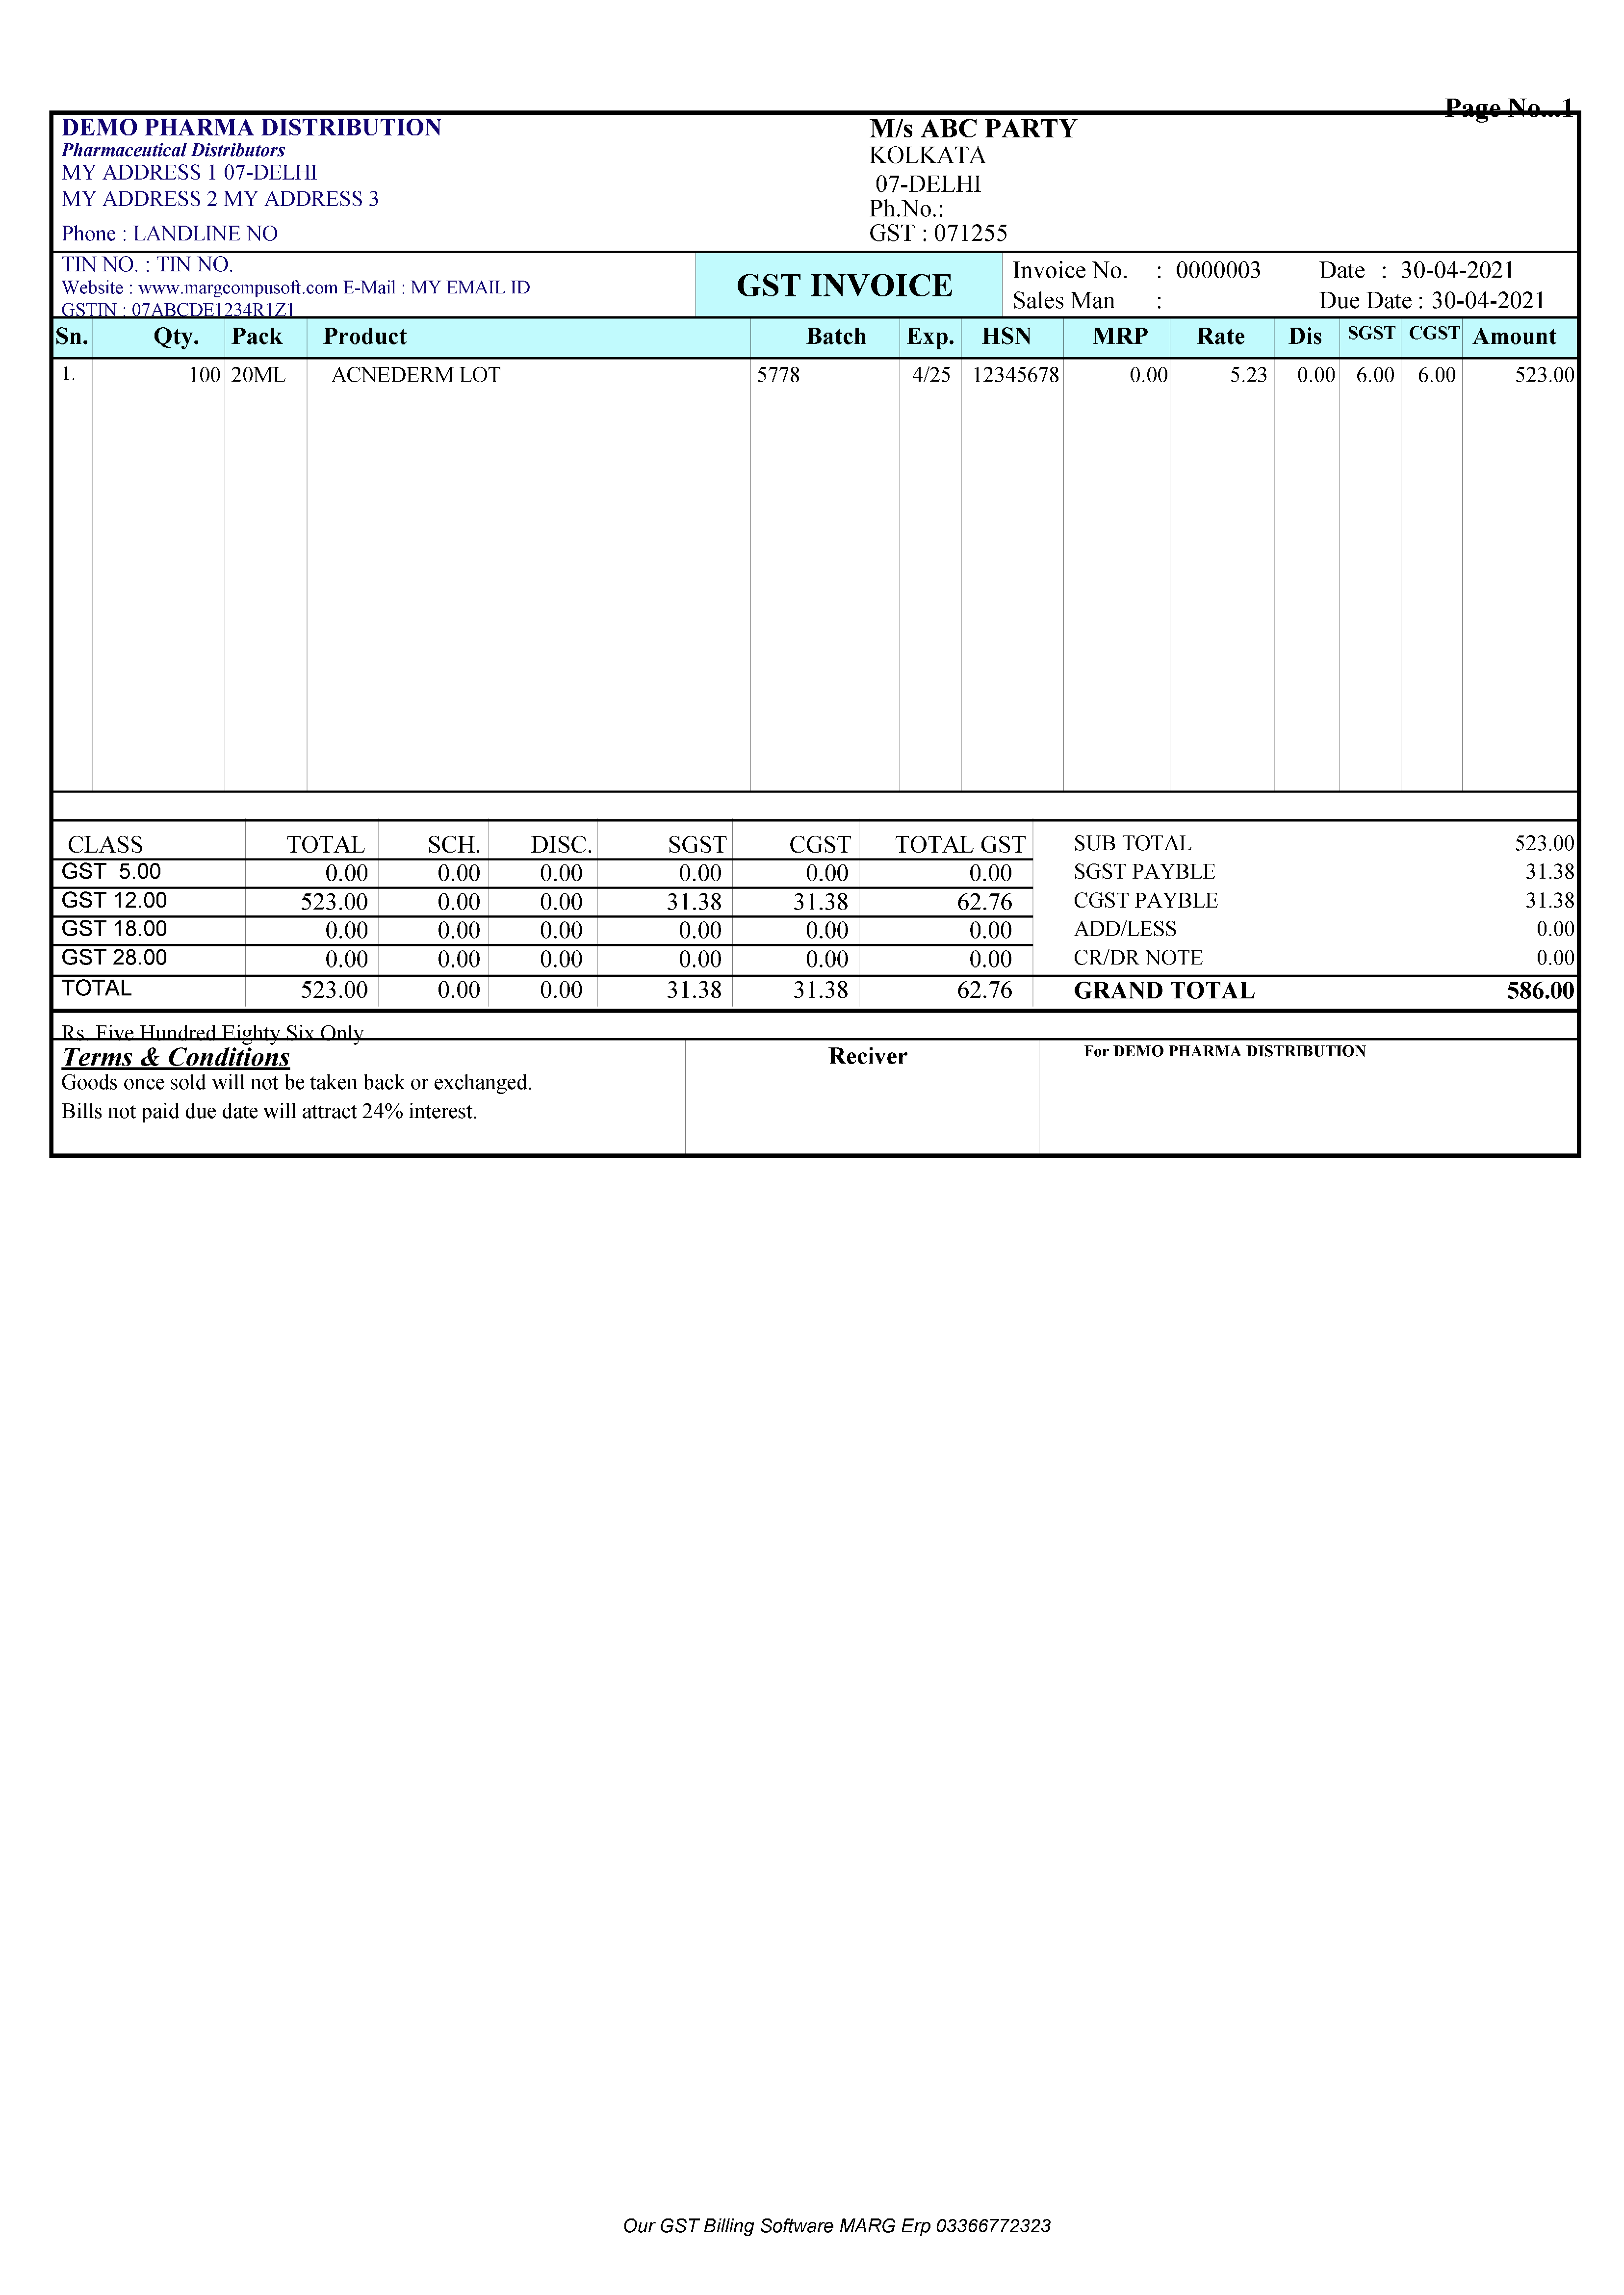 Page No...1
DEMO PHARMA DISTRIBUTION
Pharmaceutical Distributors
MY ADDRESS 1 07-DELHI
MY ADDRESS 2 MY ADDRESS 3
Phone : LANDLINE NO
M/s ABC PARTY
KOLKATA
07-DELHI
Ph.No.:
GST : 071255
TIN NO. : TIN NO.
Website : www.margcompusoft.com E-Mail : MY EMAIL ID
GSTIN : 07ABCDE1234R1Z1
GST INVOICE
Invoice No. : 0000003 Date : 30-04-2021
Sales Man : Due Date : 30-04-2021
Sn. Qty. Pack Product Batch Exp. HSN MRP Rate Dis SGST CGST Amount
1. 100 20ML ACNEDERM LOT 5778 4/25 12345678 0.00 5.23 0.00 6.00 6.00 523.00
CLASS TOTAL SCH. DISC. SGST CGST TOTAL GST
GST 5.00 0.00 0.00 0.00 0.00 0.00 0.00
GST 12.00 523.00 0.00 0.00 31.38 31.38 62.76
GST 18.00 0.00 0.00 0.00 0.00 0.00 0.00
GST 28.00 0.00 0.00 0.00 0.00 0.00 0.00
TOTAL 523.00 0.00 0.00 31.38 31.38 62.76
SUB TOTAL 523.00
SGST PAYBLE 31.38
CGST PAYBLE 31.38
ADD/LESS 0.00
CR/DR NOTE 0.00
GRAND TOTAL 586.00
Rs. Five Hundred Eighty Six Only
Terms & Conditions
Goods once sold will not be taken back or exchanged.
Bills not paid due date will attract 24% interest.
Reciver
For DEMO PHARMA DISTRIBUTION
Our GST Billing Software MARG Erp 03366772323